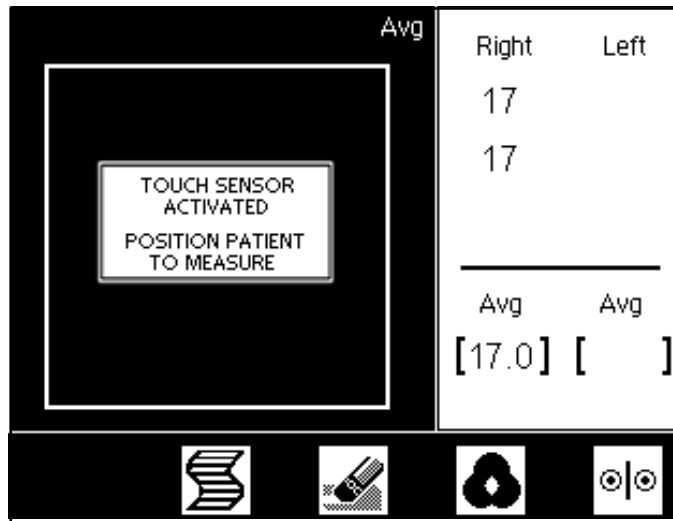 Avg
TOUCH SENSOR
ACTIVATED
POSITION PATIENT
TO MEASURE
Right Left
17
17
Avg Avg
[17.0] [ ]